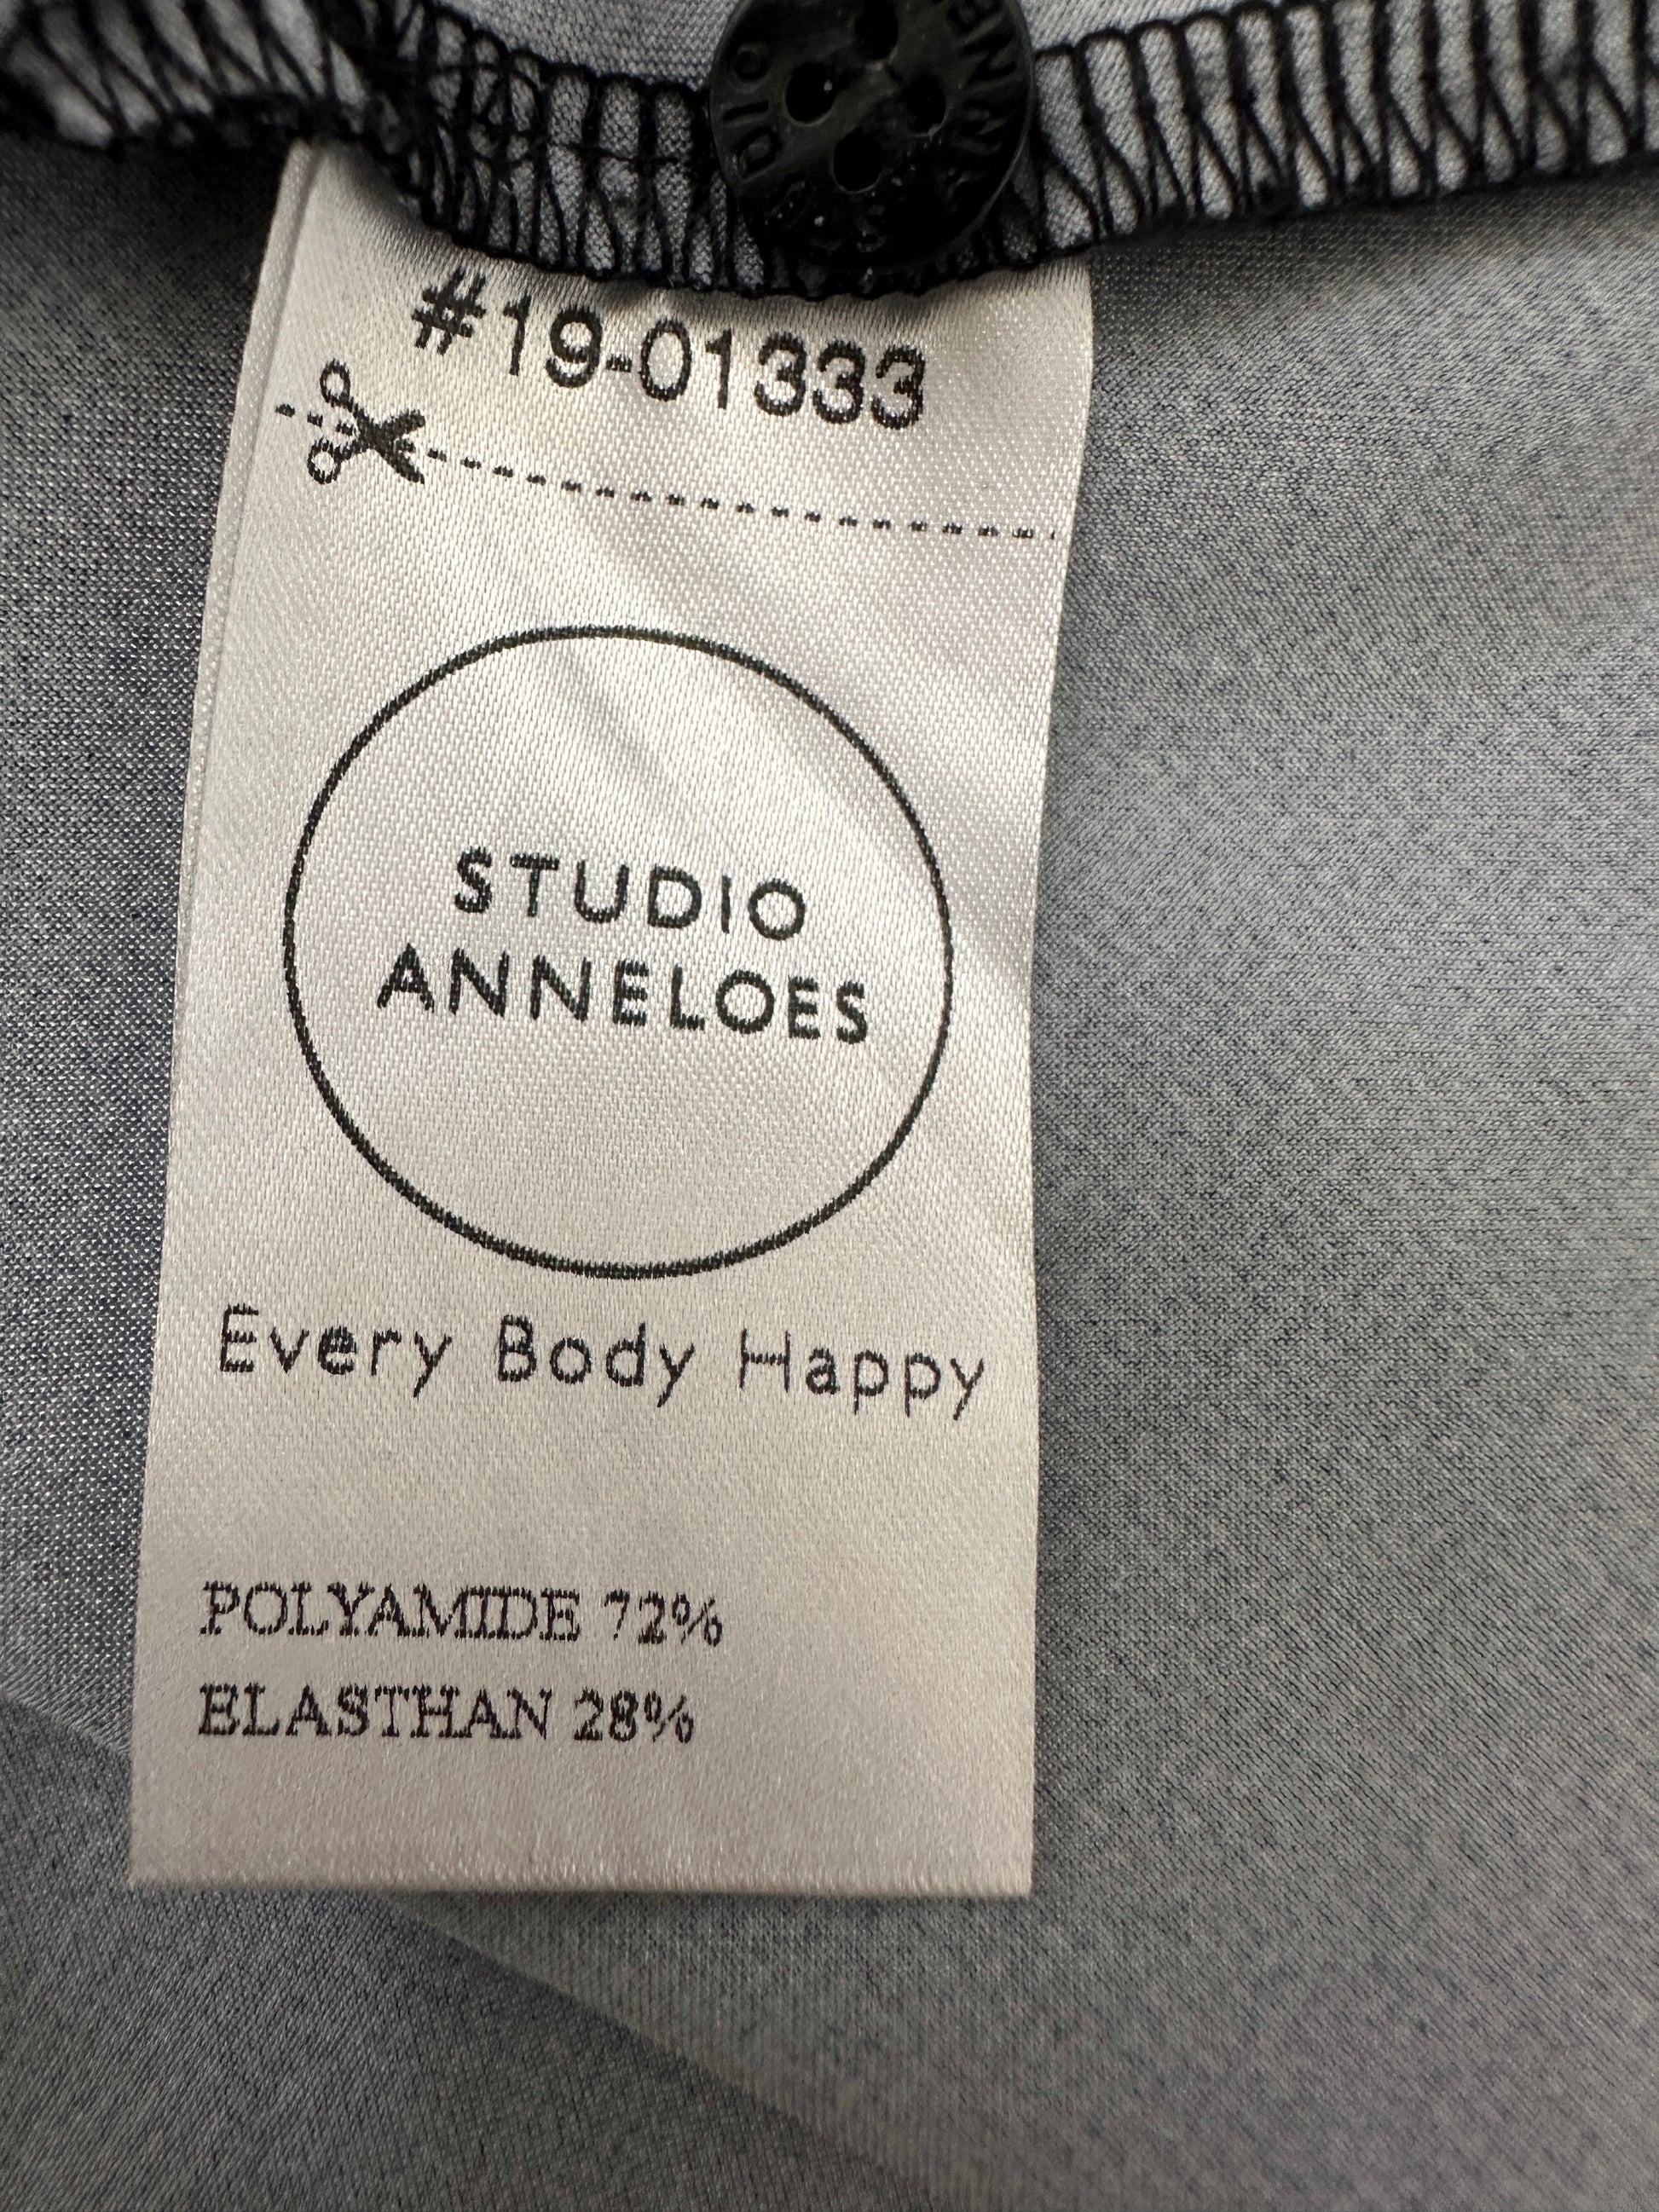 #19-01333
STUDIO
ANNELOES
Every Body Happy
POLYAMIDE 72%
ELASTHAN 28%